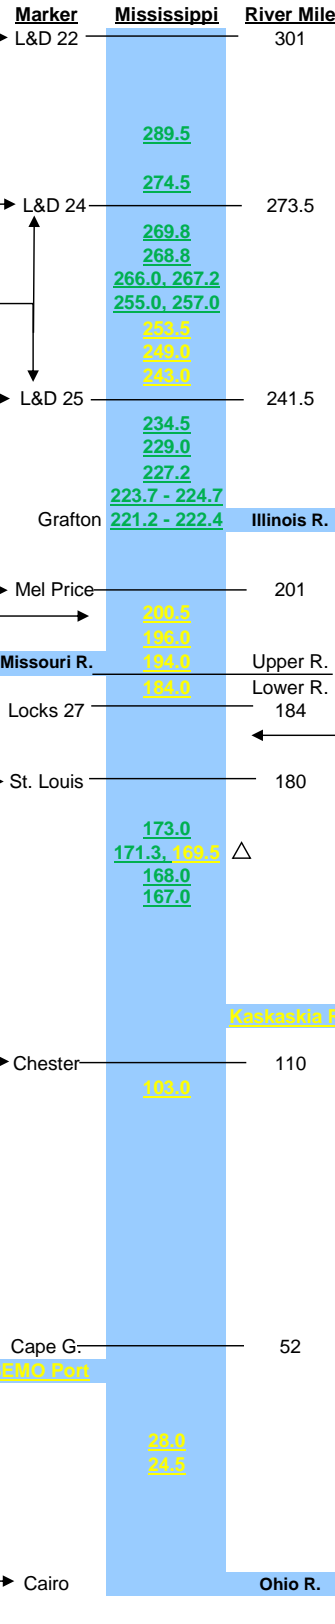 Marker Mississippi River Mile
L&D 22 301
289.5
274.5
L&D 24 273.5
269.8
268.8
266.0, 267.2
255.0, 257.0
253.5
249.0
243.0
L&D 25 241.5
234.5
229.0
227.2
223.7 - 224.7
Grafton 221.2 - 222.4 Illinois R.
Mel Price 201
200.5
196.0
Missouri R. 194.0 Upper R.
184.0 Lower R.
Locks 27 184
St. Louis 180
173.0
171.3, 169.5
168.0
167.0
Kaskaskia
Chester 110
103.0
Cape G. 52
EMO Port
28.0
24.5
Cairo Ohio R.